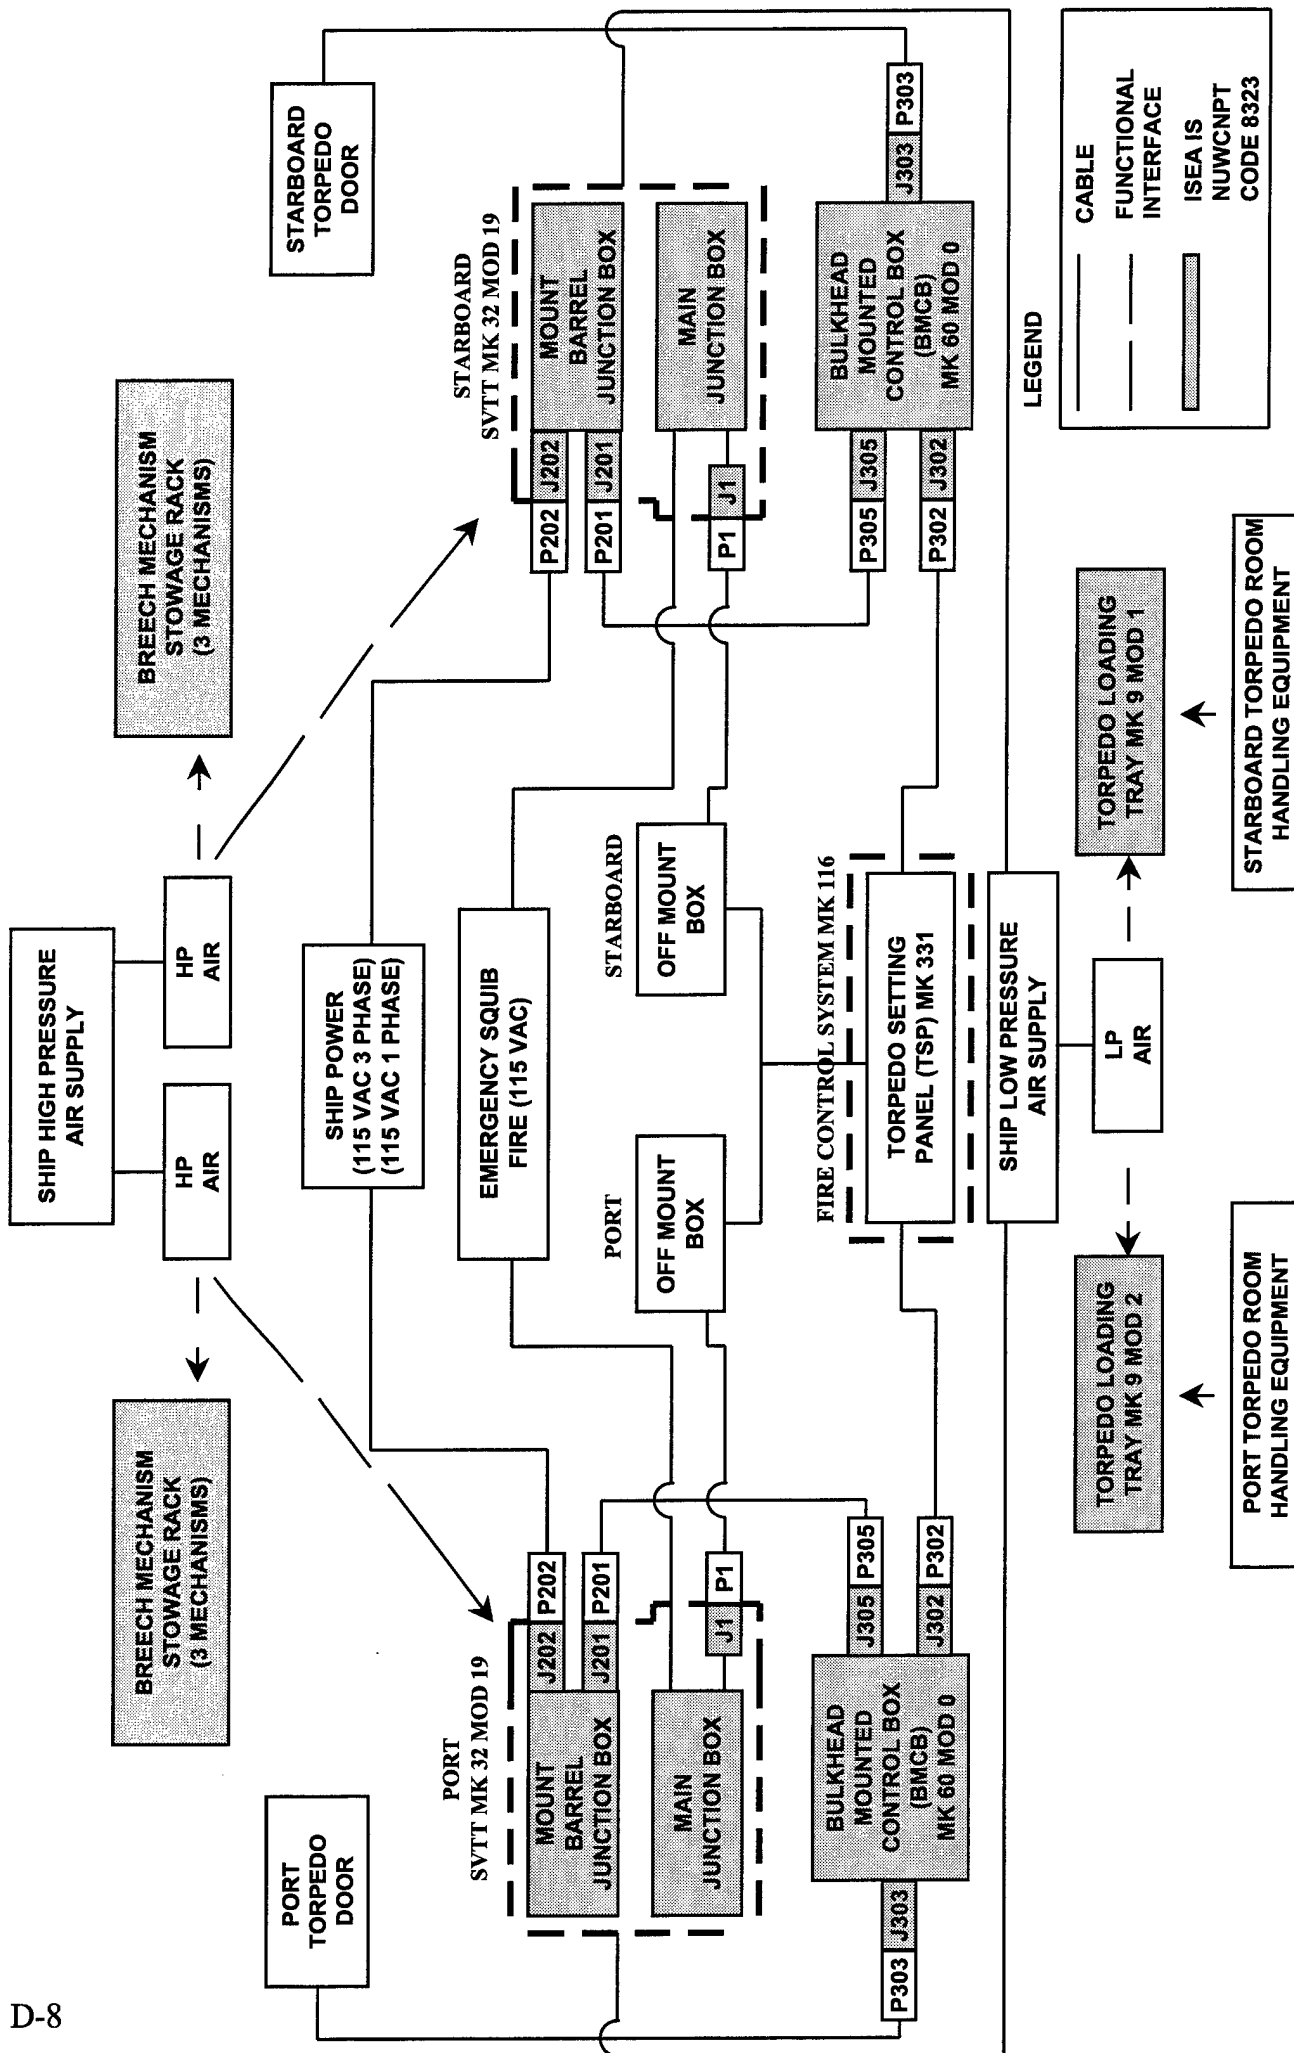 D-8
SHIP HIGH PRESSURE
AIR SUPPLY
HP
AIR
HP
AIR
BREECH MECHANISM
STOWAGE RACK
(3 MECHANISMS)
BREECH MECHANISM
STOWAGE RACK
(3 MECHANISMS)
PORT
TORPEDO
DOOR
SHIP POWER
(115 VAC 3 PHASE)
(115 VAC 1 PHASE)
STARBOARD
TORPEDO
DOOR
PORT
SVTT MK 32 MOD 19
MOUNT
BARREL
JUNCTION BOX
J202
P202
J201
P201
MAIN
JUNCTION BOX
J1
P1
EMERGENCY SQUIB
FIRE (115 VAC)
STARBOARD
SVTT MK 32 MOD 19
P202
J202
P201
J201
MOUNT
BARREL
JUNCTION BOX
P1
J1
MAIN
JUNCTION BOX
PORT
OFF MOUNT
BOX
STARBOARD
OFF MOUNT
BOX
P303
J303
BULKHEAD
MOUNTED
CONTROL BOX
(BMCB)
MK 60 MOD 0
J305
P305
J302
P302
FIRE CONTROL SYSTEM MK 116
TORPEDO SETTING
PANEL (TSP) MK 331
P305
J305
P302
J302
BULKHEAD
MOUNTED
CONTROL BOX
(BMCB)
MK 60 MOD 0
J303
P303
SHIP LOW PRESSURE
AIR SUPPLY
LP
AIR
TORPEDO LOADING
TRAY MK 9 MOD 2
TORPEDO LOADING
TRAY MK 9 MOD 1
PORT TORPEDO ROOM
HANDLING EQUIPMENT
STARBOARD TORPEDO ROOM
HANDLING EQUIPMENT
LEGEND
CABLE
FUNCTIONAL
INTERFACE
ISEA IS
NUWCNPT
CODE 8323